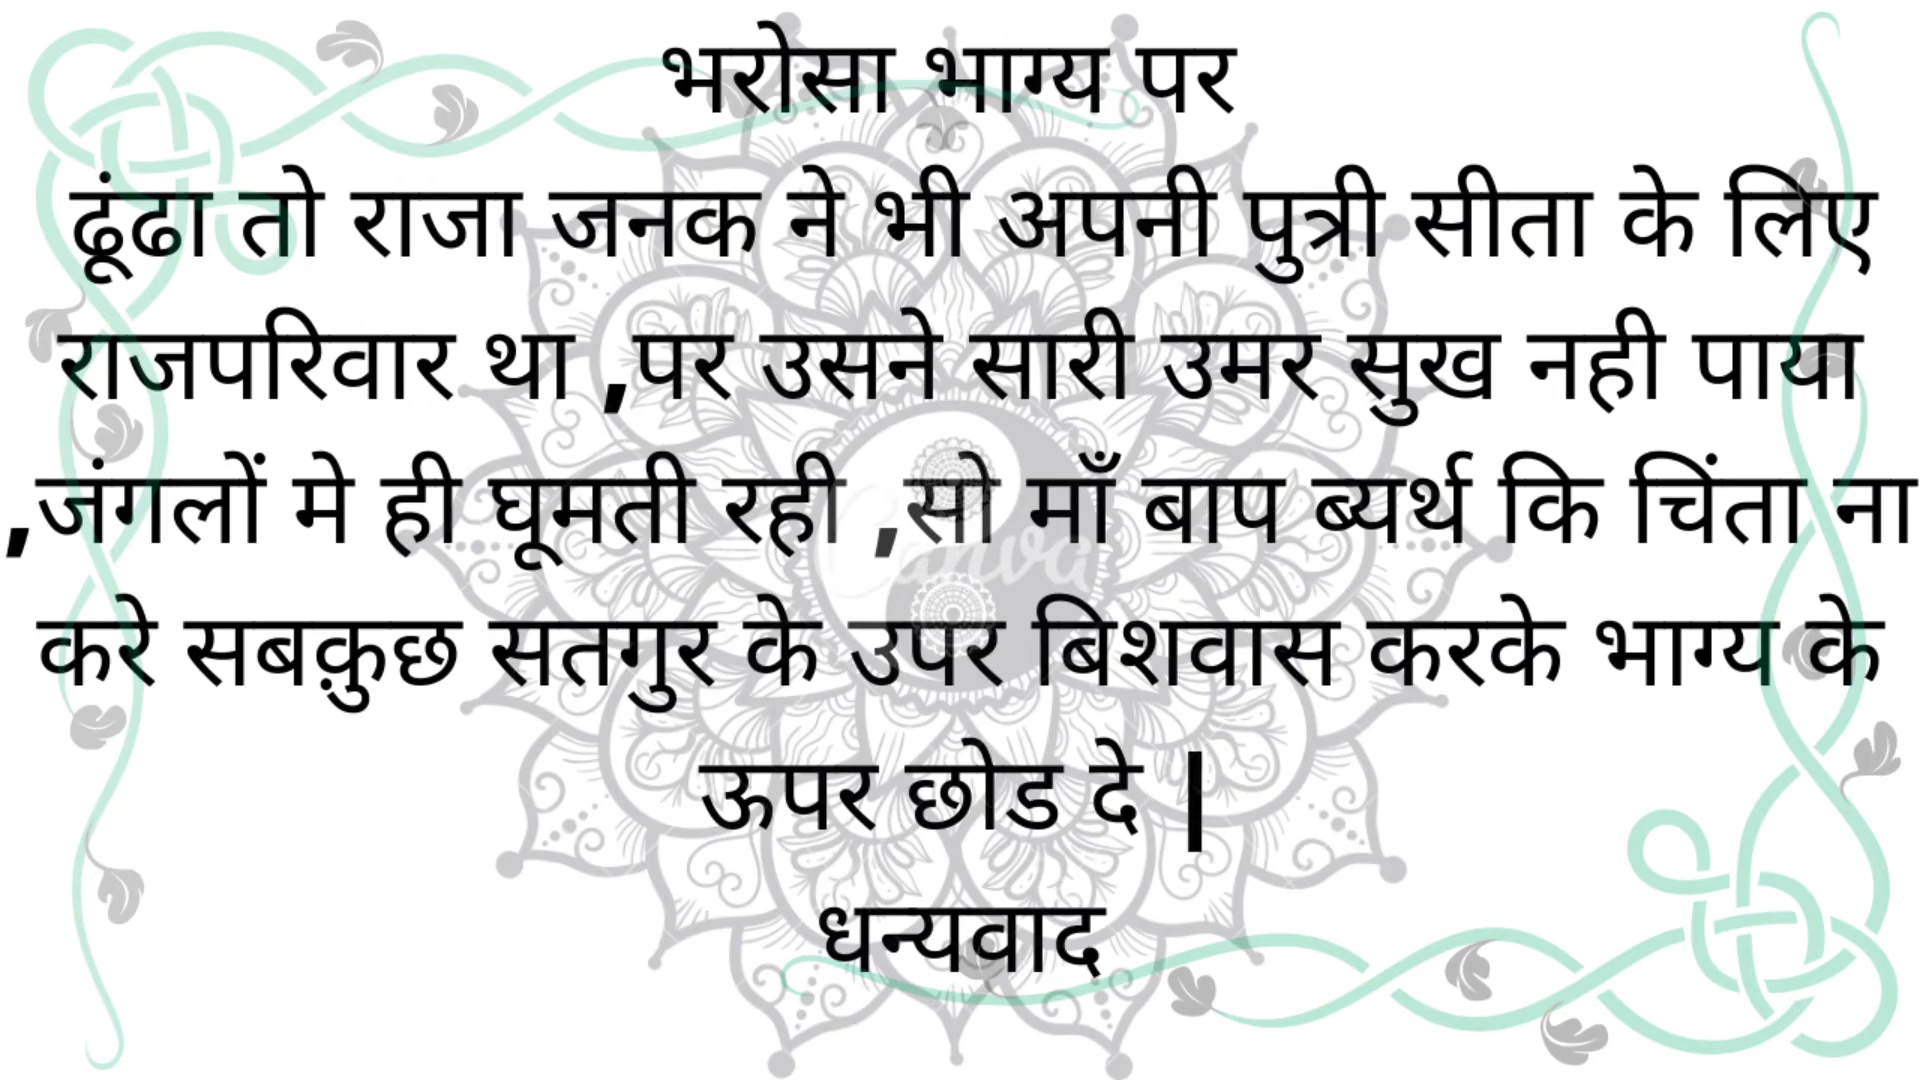 भरोसा भाग्य पर
ढूंढा तो राजा जनक ने भी अपनी पुत्री सीता के लिए
राजपरिवार था ,पर उसने सारी उमर सुख नही पाया
,जंगलों मे ही घूमती रही ,सो माँ बाप ब्यर्थ कि चिंता ना
करे सबक़ुछ सतगुर के उपर बिशवास करके भाग्य के
ऊपर छोड दे |
धन्यवाद
Canva